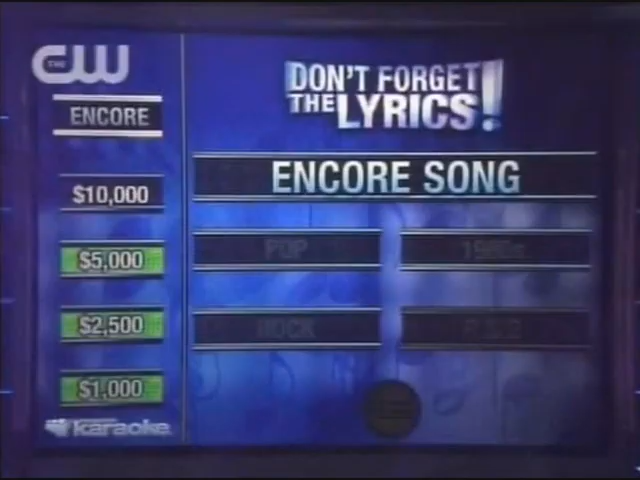 THE CW
ENCORE
$10,000
$5,000
$2,500
$1,000
karaoke
DON'T FORGET
THE LYRICS!
ENCORE SONG
POP
1980s
ROCK